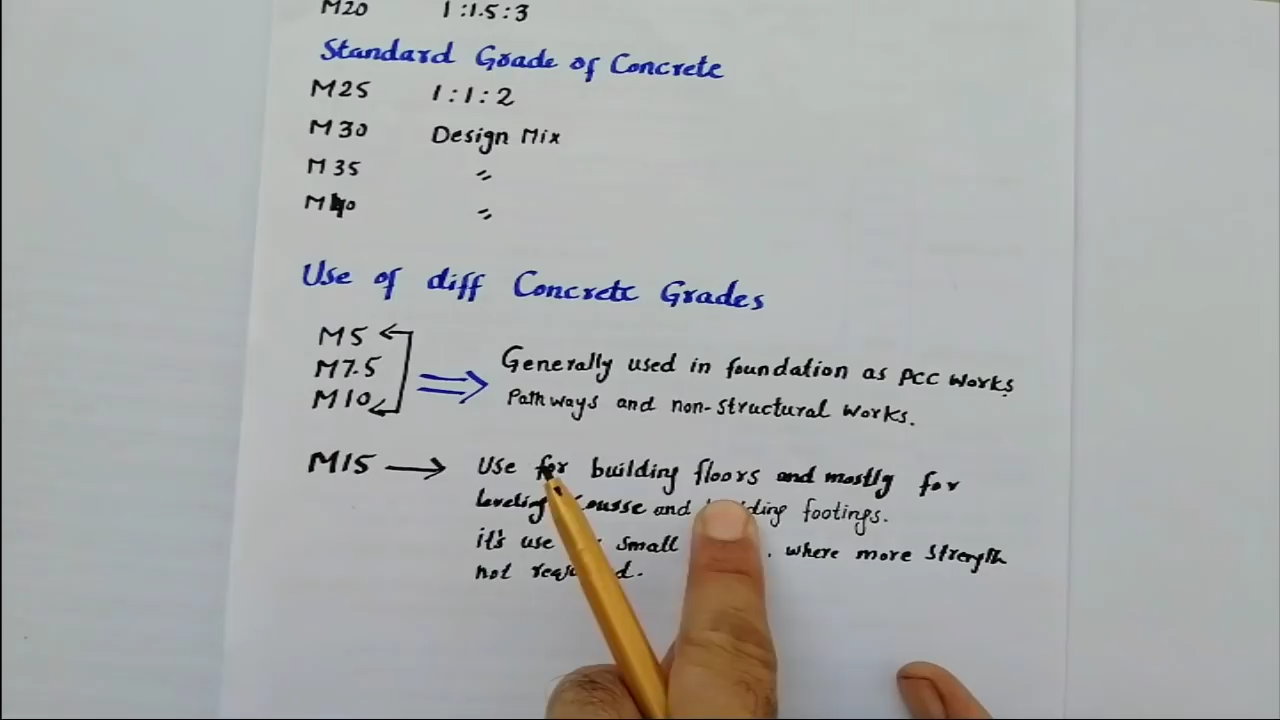 M20 1:1.5:3
Standard Grade of Concrete
M25 1:1:2
M30 Design Mix
M35 〃
M40 〃
Use of diff Concrete Grades
M5
M7.5
M10
Generally used in foundation as PCC works
Pathways and non-structural works.
M15 → Use for building floors and mostly for
and footings.
it's use small where more strength
not